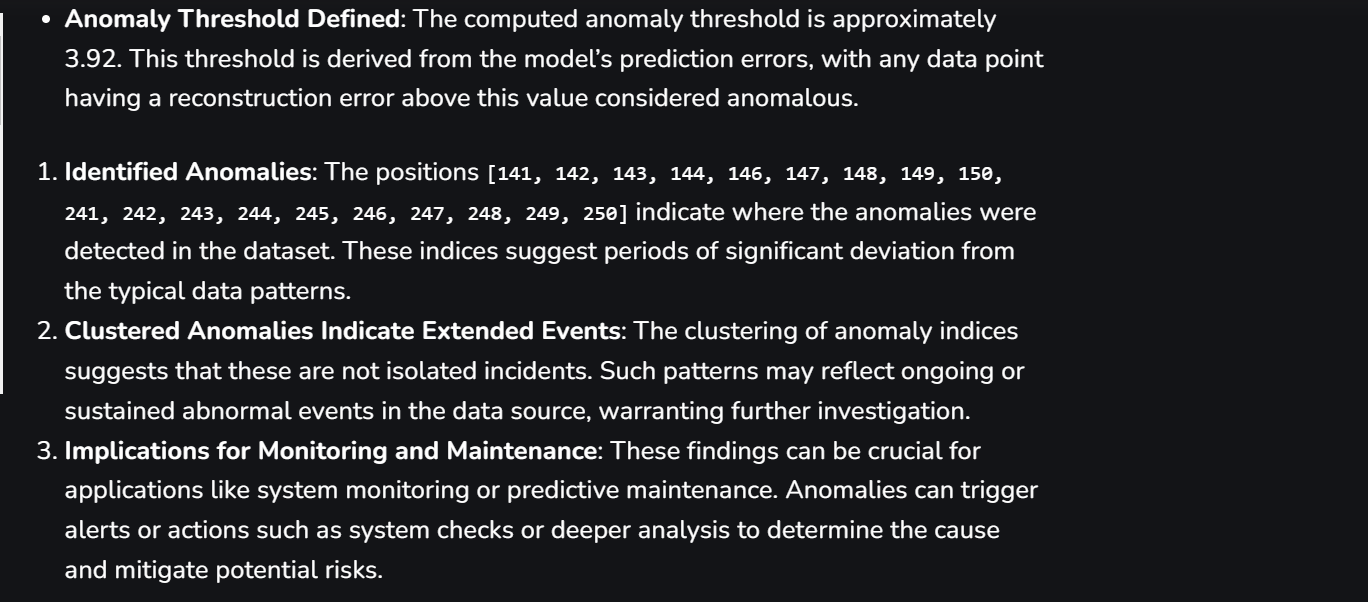 • Anomaly Threshold Defined: The computed anomaly threshold is approximately
3.92. This threshold is derived from the model’s prediction errors, with any data point
having a reconstruction error above this value considered anomalous.
1. Identified Anomalies: The positions [141, 142, 143, 144, 146, 147, 148, 149, 150,
241, 242, 243, 244, 245, 246, 247, 248, 249, 250] indicate where the anomalies were
detected in the dataset. These indices suggest periods of significant deviation from
the typical data patterns.
2. Clustered Anomalies Indicate Extended Events: The clustering of anomaly indices
suggests that these are not isolated incidents. Such patterns may reflect ongoing or
sustained abnormal events in the data source, warranting further investigation.
3. Implications for Monitoring and Maintenance: These findings can be crucial for
applications like system monitoring or predictive maintenance. Anomalies can trigger
alerts or actions such as system checks or deeper analysis to determine the cause
and mitigate potential risks.